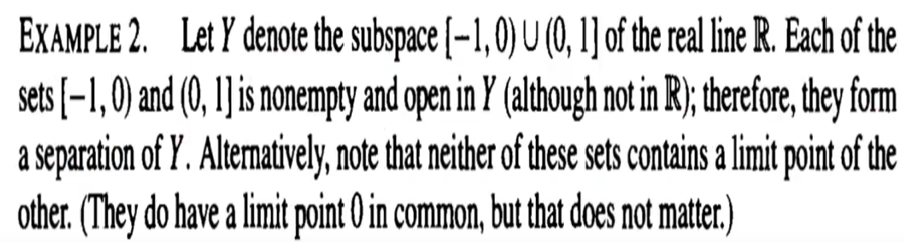 EXAMPLE 2. Let Y denote the subspace [−1, 0) ∪ (0, 1] of the real line ℝ. Each of the
sets [−1, 0) and (0, 1] is nonempty and open in Y (although not in ℝ); therefore, they form
a separation of Y. Alternatively, note that neither of these sets contains a limit point of the
other. (They do have a limit point 0 in common, but that does not matter.)